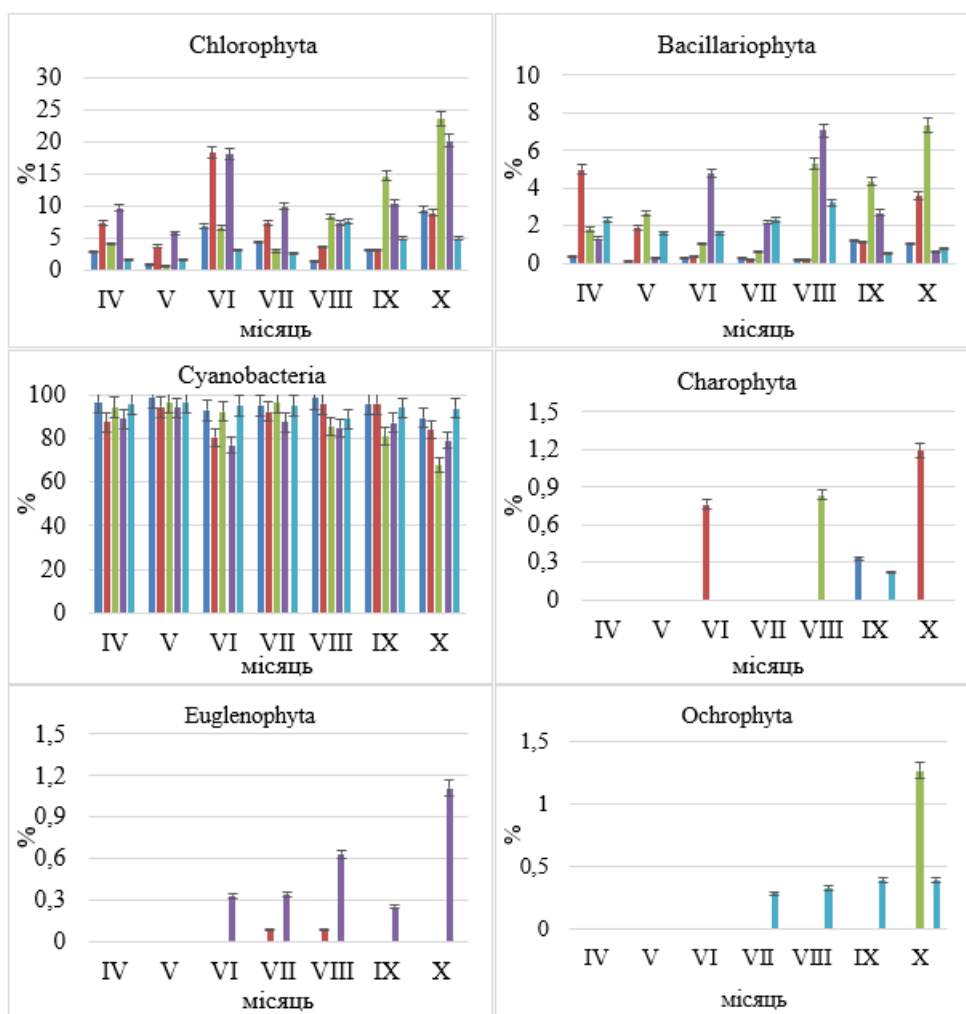 Chlorophyta
30
25
20
15
10
5
0
%
IV V VI VII VIII IX X
місяць
Bacillariophyta
10
8
6
4
2
0
%
IV V VI VII VIII IX X
місяць
Cyanobacteria
100
80
60
40
20
0
%
IV V VI VII VIII IX X
місяць
Charophyta
1,5
1,2
0,9
0,6
0,3
0
%
IV V VI VII VIII IX X
місяць
Euglenophyta
1,5
1,2
0,9
0,6
0,3
0
%
IV V VI VII VIII IX X
місяць
Ochrophyta
1,5
1
0,5
0
%
IV V VI VII VIII IX X
місяць